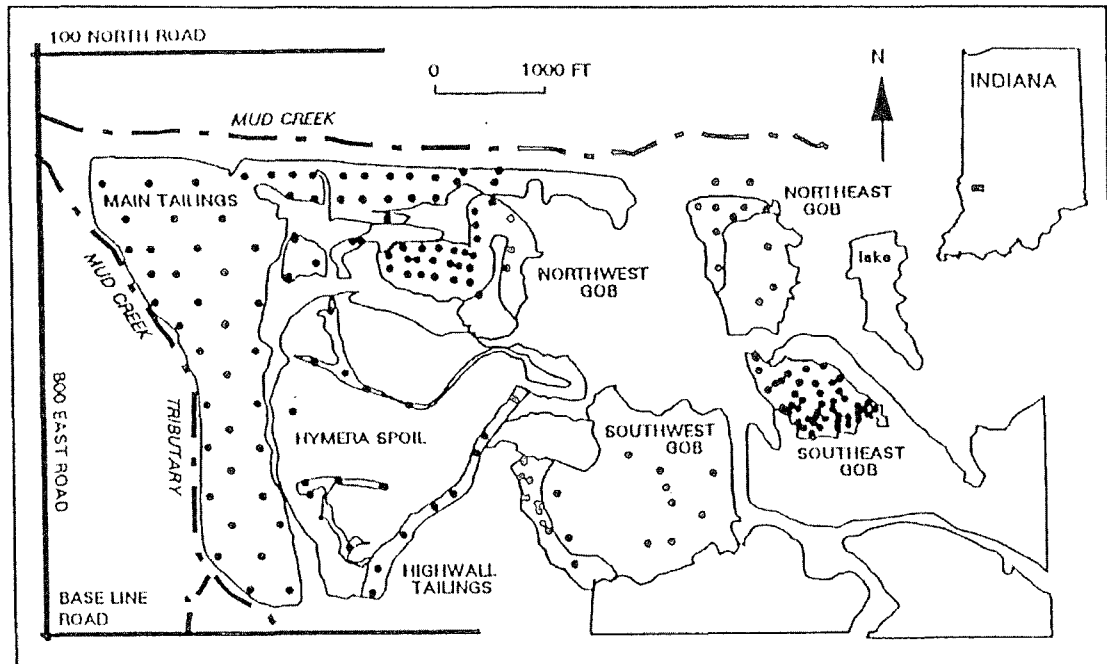 100 NORTH ROAD
0 1000 FT
N
INDIANA
MUD CREEK
MAIN TAILINGS
NORTHEAST
GOB
lake
MUD CREEK
NORTHWEST
GOB
800 EAST ROAD
TRIBUTARY
HYMERA SPOIL
SOUTHWEST
GOB
SOUTHEAST
GOB
HIGHWALL
TAILINGS
BASE LINE
ROAD